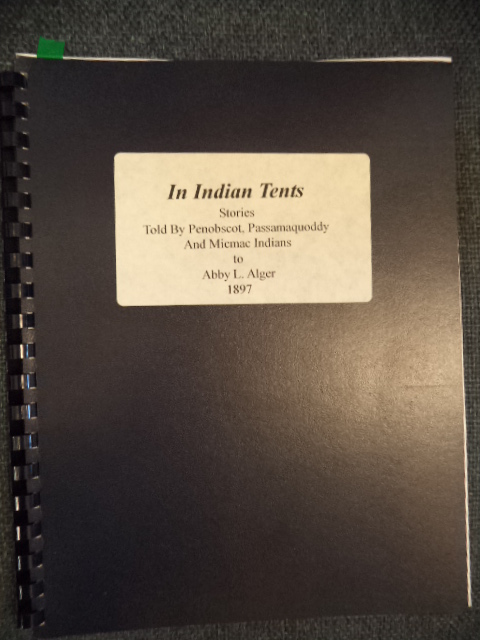 In Indian Tents
Stories
Told By Penobscot, Passamaquoddy
And Micmac Indians
to
Abby L. Alger
1897